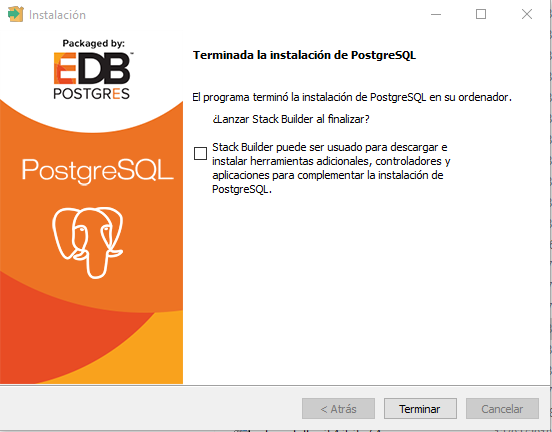 Instalación
Packaged by:
EDB
POSTGRES
PostgreSQL
Terminada la instalación de PostgreSQL
El programa terminó la instalación de PostgreSQL en su ordenador.
¿Lanzar Stack Builder al finalizar?
Stack Builder puede ser usado para descargar e
instalar herramientas adicionales, controladores y
aplicaciones para complementar la instalación de
PostgreSQL.
< Atrás
Terminar
Cancelar